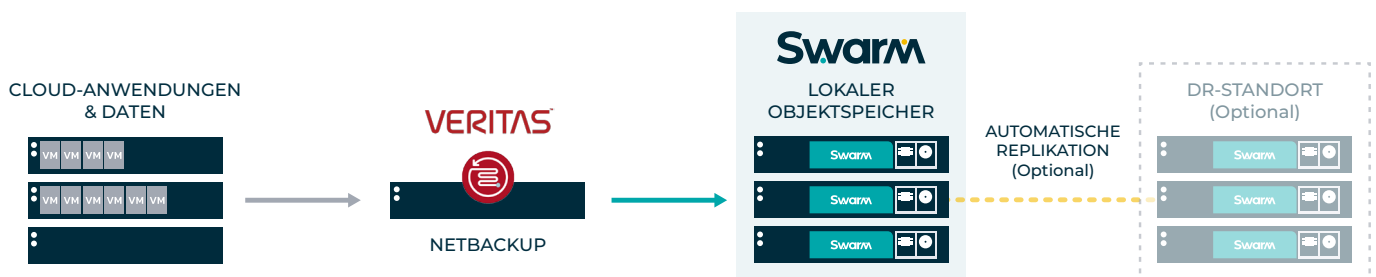 CLOUD-ANWENDUNGEN
& DATEN
VM VM VM VM
VM VM VM VM VM VM
VERITAS™
NETBACKUP
Swarm
LOKALER
OBJEKTSPEICHER
Swarm
Swarm
Swarm
AUTOMATISCHE
REPLIKATION
(Optional)
DR-STANDORT
(Optional)
Swarm
Swarm
Swarm